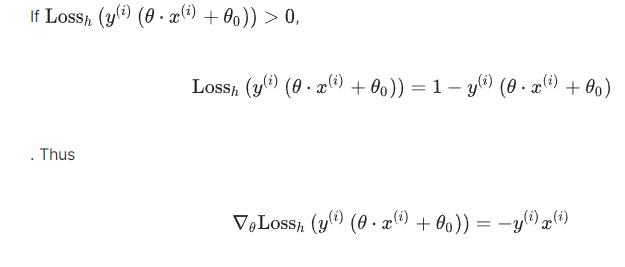 If Lossₕ (y⁽ⁱ⁾ (θ · x⁽ⁱ⁾ + θ₀)) > 0,
Lossₕ (y⁽ⁱ⁾ (θ · x⁽ⁱ⁾ + θ₀)) = 1 − y⁽ⁱ⁾ (θ · x⁽ⁱ⁾ + θ₀)
. Thus
∇_θ Lossₕ (y⁽ⁱ⁾ (θ · x⁽ⁱ⁾ + θ₀)) = −y⁽ⁱ⁾x⁽ⁱ⁾